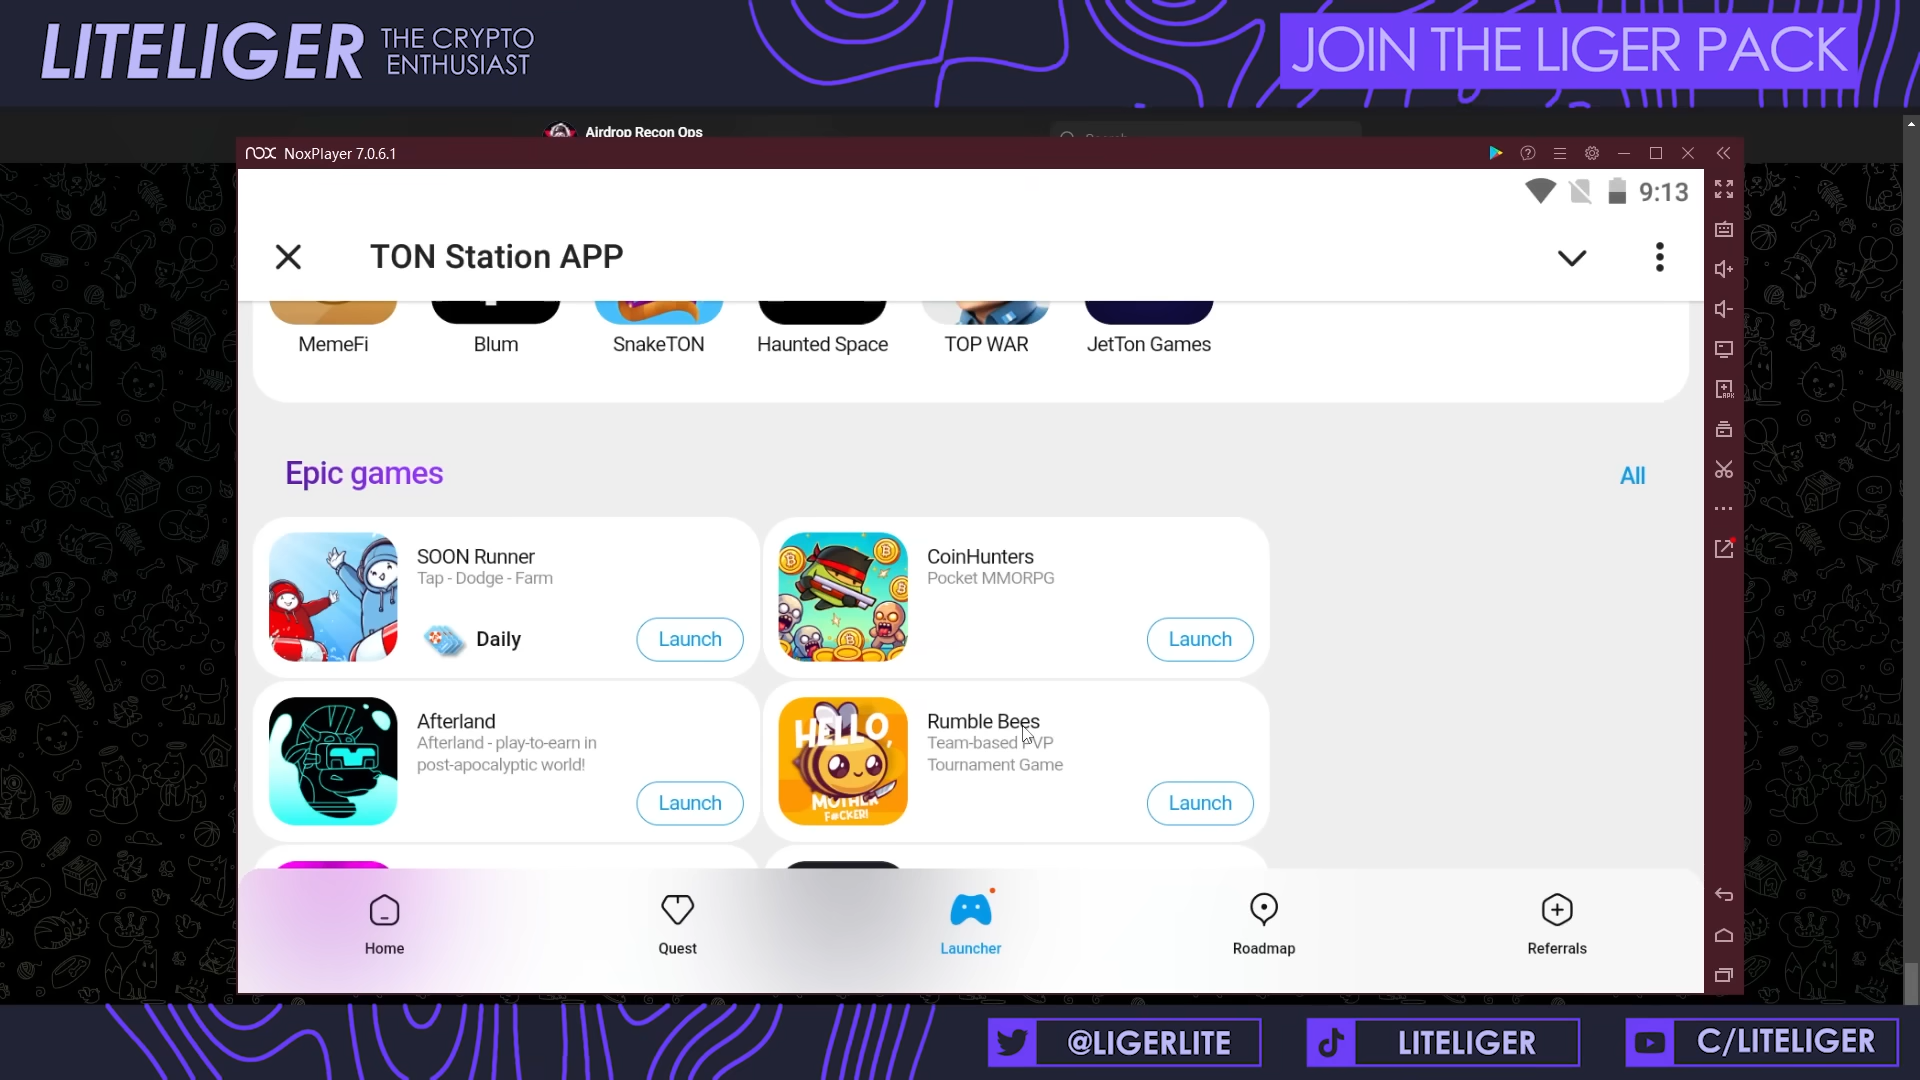 LITELIGER THE CRYPTO ENTHUSIAST
JOIN THE LIGER PACK
Airdrop Recon Ops
nox NoxPlayer 7.0.6.1
9:13
TON Station APP
MemeFi
Blum
SnakeTON
Haunted Space
TOP WAR
JetTon Games
Epic games
All
SOON Runner
Tap - Dodge - Farm
Daily
Launch
CoinHunters
Pocket MMORPG
Launch
Afterland
Afterland - play-to-earn in
post-apocalyptic world!
Launch
HELLO,
MOTHER
F#CKER!
Rumble Bees
Team-based PVP
Tournament Game
Launch
Home
Quest
Launcher
Roadmap
Referrals
@LIGERLITE
LITELIGER
C/LITELIGER